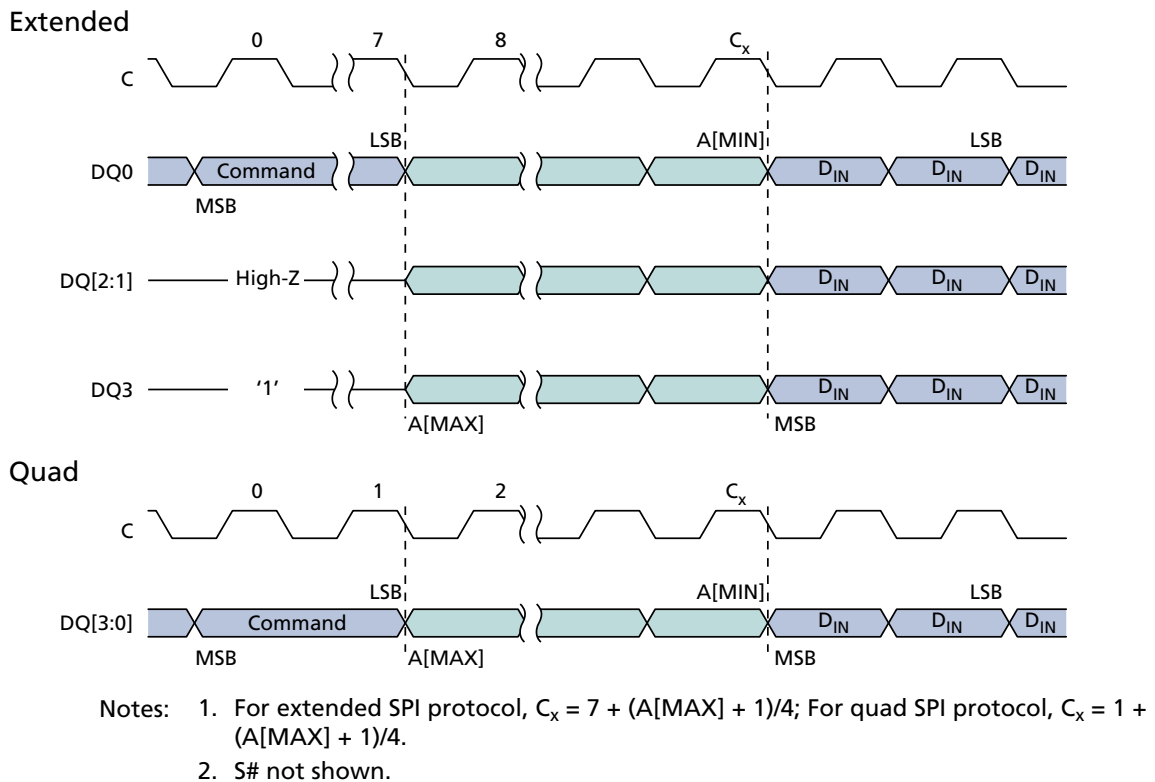 Extended
0 7 8 Cx
C
LSB A[MIN] LSB
DQ0 Command DIN DIN DIN
MSB
DQ[2:1] High-Z DIN DIN DIN
DQ3 ‘1’ DIN DIN DIN
A[MAX] MSB
Quad
0 1 2 Cx
C
LSB A[MIN] LSB
DQ[3:0] Command DIN DIN DIN
MSB A[MAX] MSB
Notes: 1. For extended SPI protocol, Cx = 7 + (A[MAX] + 1)/4; For quad SPI protocol, Cx = 1 +
(A[MAX] + 1)/4.
2. S# not shown.